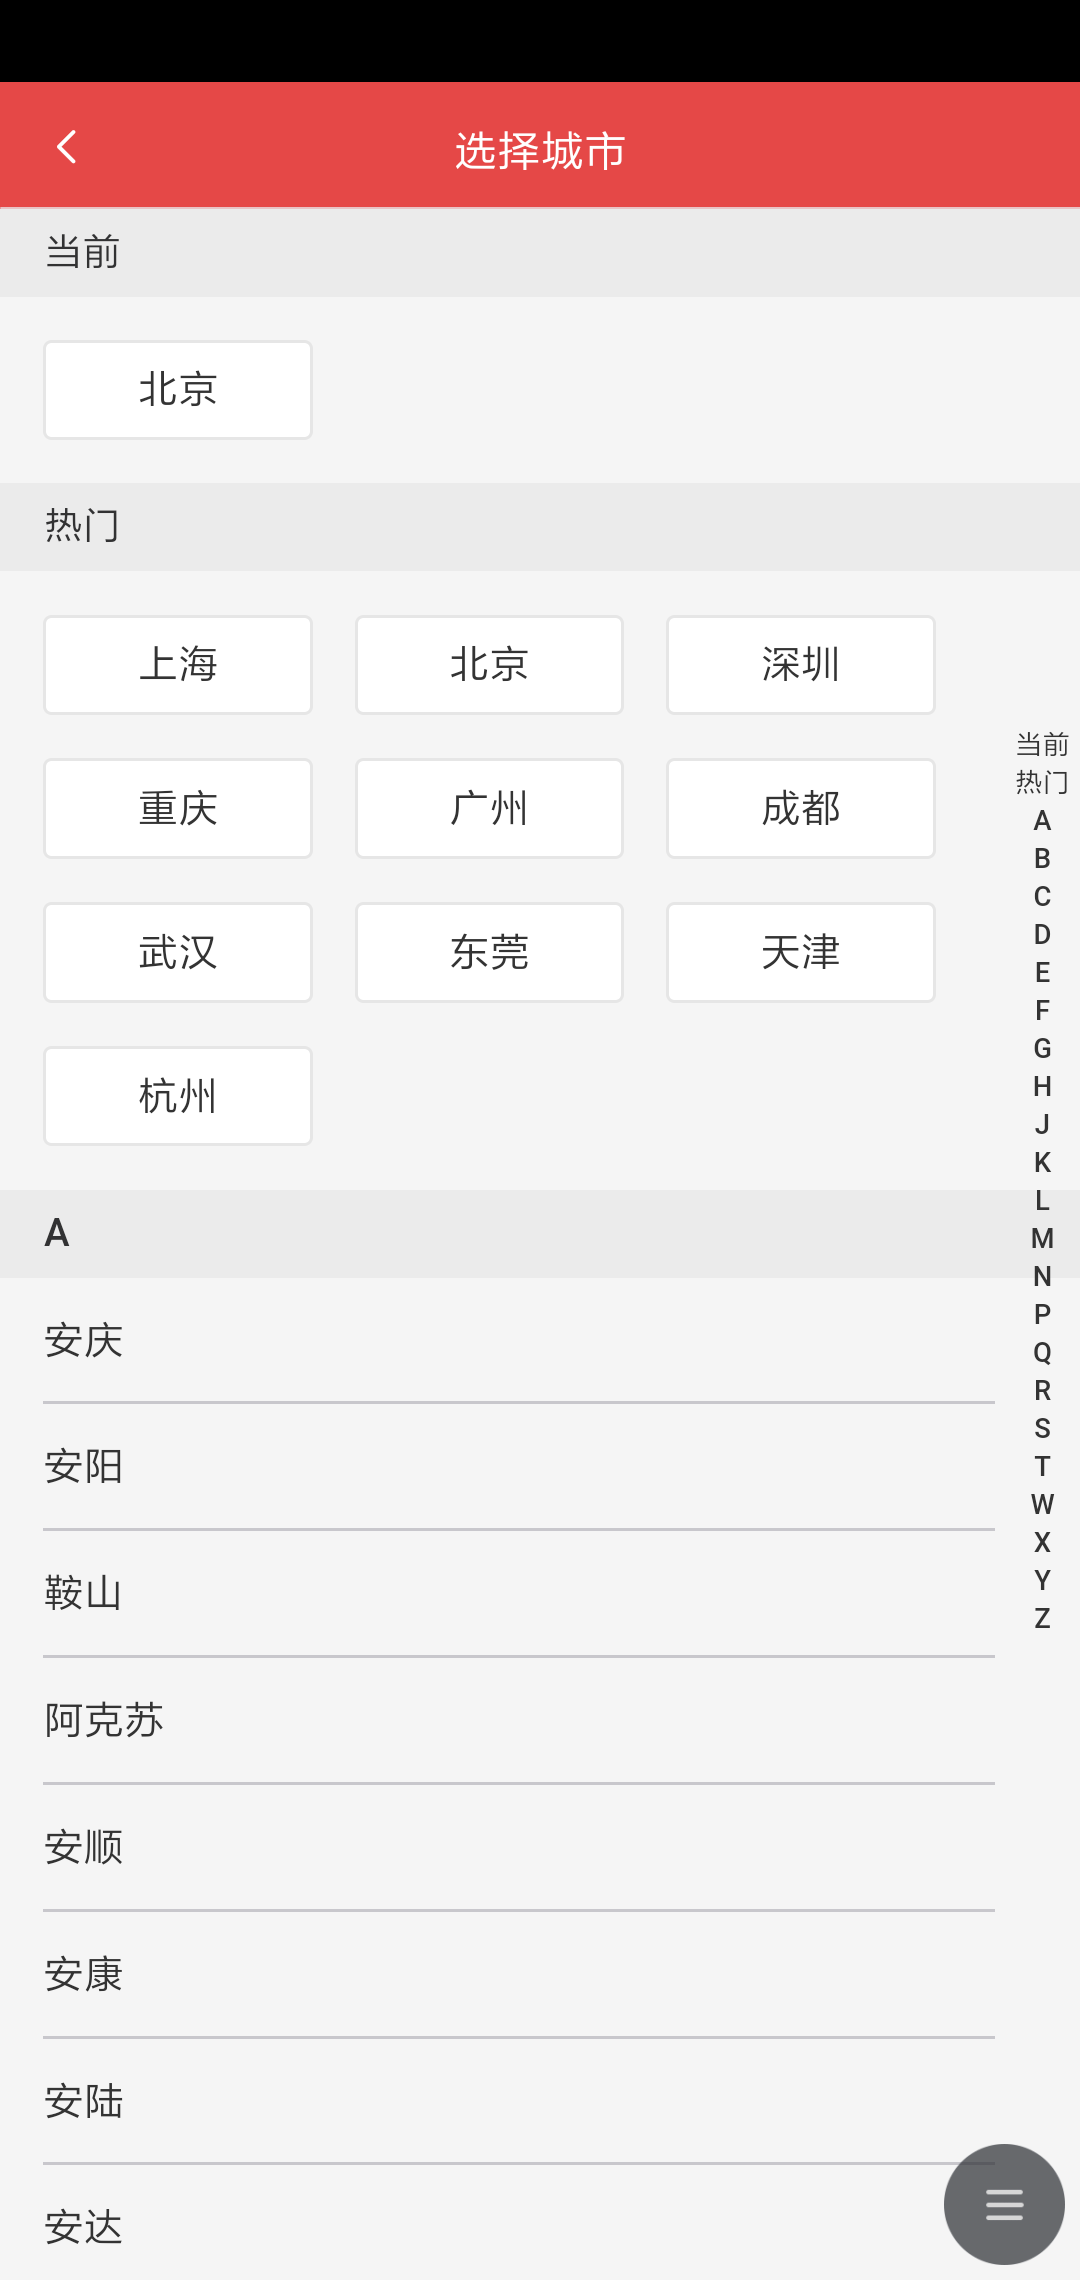 选择城市
当前
北京
热门
上海 北京 深圳
重庆 广州 成都
武汉 东莞 天津
杭州
A
安庆
安阳
鞍山
阿克苏
安顺
安康
安陆
安达
当前
热门
A
B
C
D
E
F
G
H
J
K
L
M
N
P
Q
R
S
T
W
X
Y
Z